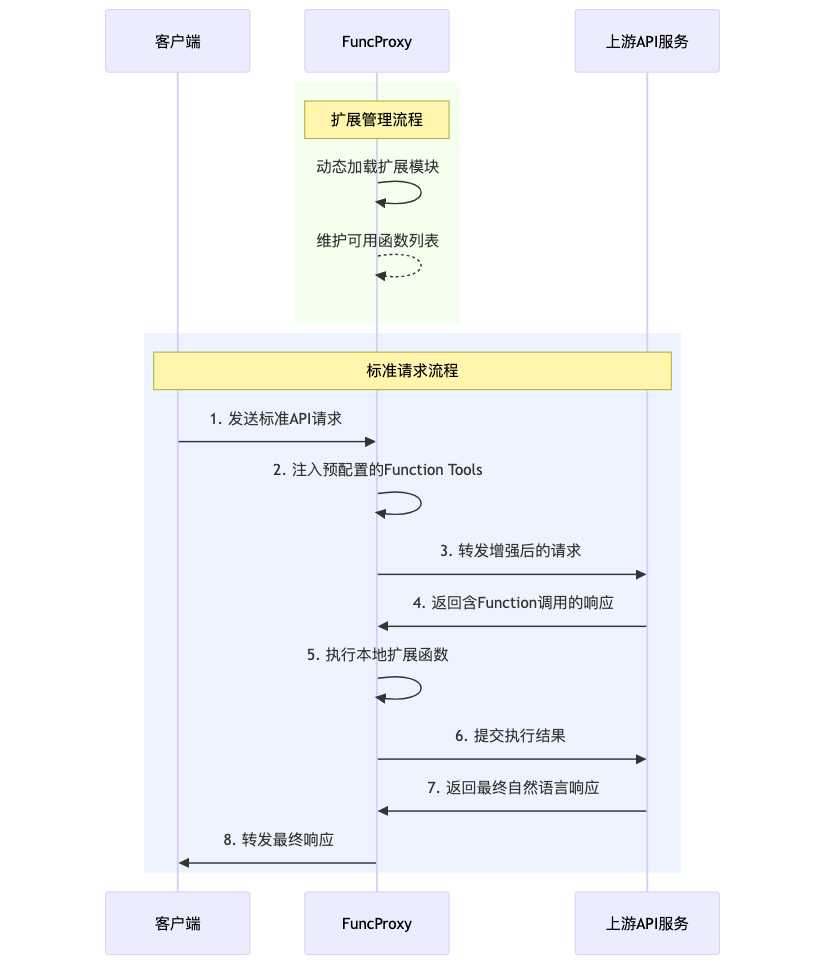 客户端
FuncProxy
上游API服务
扩展管理流程
动态加载扩展模块
维护可用函数列表
标准请求流程
1. 发送标准API请求
2. 注入预配置的Function Tools
3. 转发增强后的请求
4. 返回含Function调用的响应
5. 执行本地扩展函数
6. 提交执行结果
7. 返回最终自然语言响应
8. 转发最终响应
客户端
FuncProxy
上游API服务